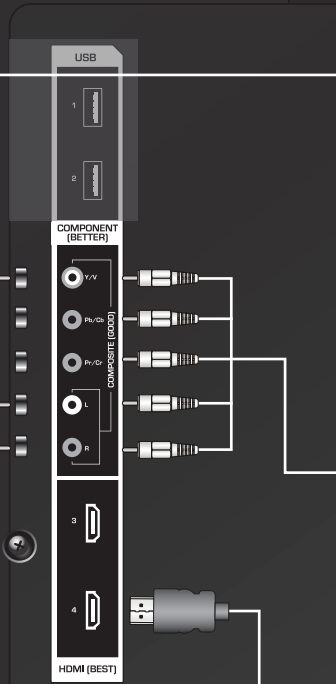 USB
1
2
COMPONENT
(BETTER)
Y/V
Pb/Cb
Pr/Cr
L
R
COMPOSITE (GOOD)
3
4
HDMI (BEST)